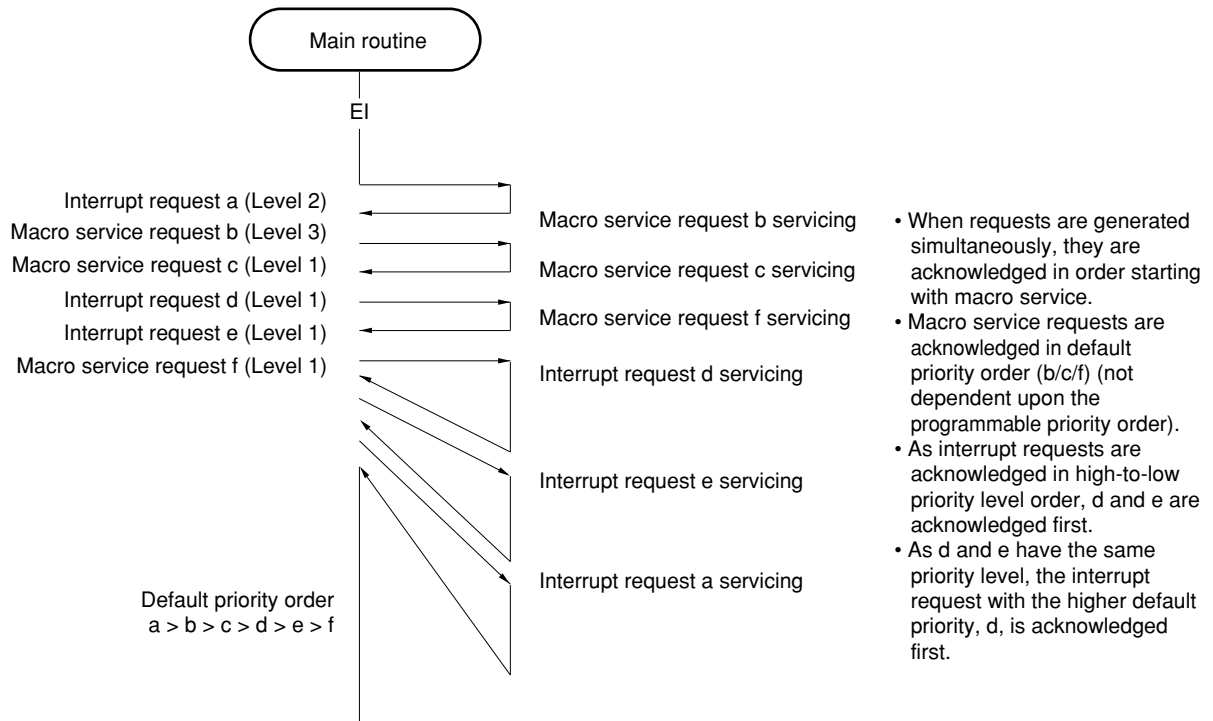 Main routine
EI
Interrupt request a (Level 2)
Macro service request b (Level 3)
Macro service request c (Level 1)
Interrupt request d (Level 1)
Interrupt request e (Level 1)
Macro service request f (Level 1)
Macro service request b servicing
Macro service request c servicing
Macro service request f servicing
Interrupt request d servicing
Interrupt request e servicing
Interrupt request a servicing
Default priority order
a > b > c > d > e > f
• When requests are generated
simultaneously, they are
acknowledged in order starting
with macro service.
• Macro service requests are
acknowledged in default
priority order (b/c/f) (not
dependent upon the
programmable priority order).
• As interrupt requests are
acknowledged in high-to-low
priority level order, d and e are
acknowledged first.
• As d and e have the same
priority level, the interrupt
request with the higher default
priority, d, is acknowledged
first.